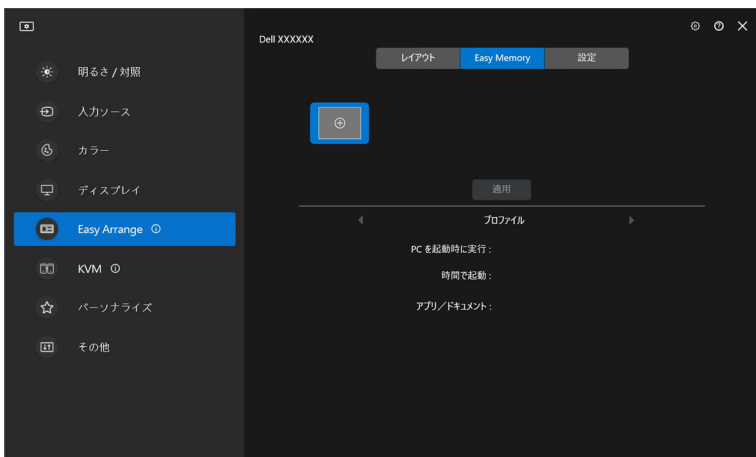 Dell XXXXXX
レイアウト
Easy Memory
設定
明るさ / 対照
入力ソース
カラー
ディスプレイ
Easy Arrange
KVM
パーソナライズ
その他
適用
プロファイル
PC を起動時に実行 :
時間で起動 :
アプリ／ドキュメント :